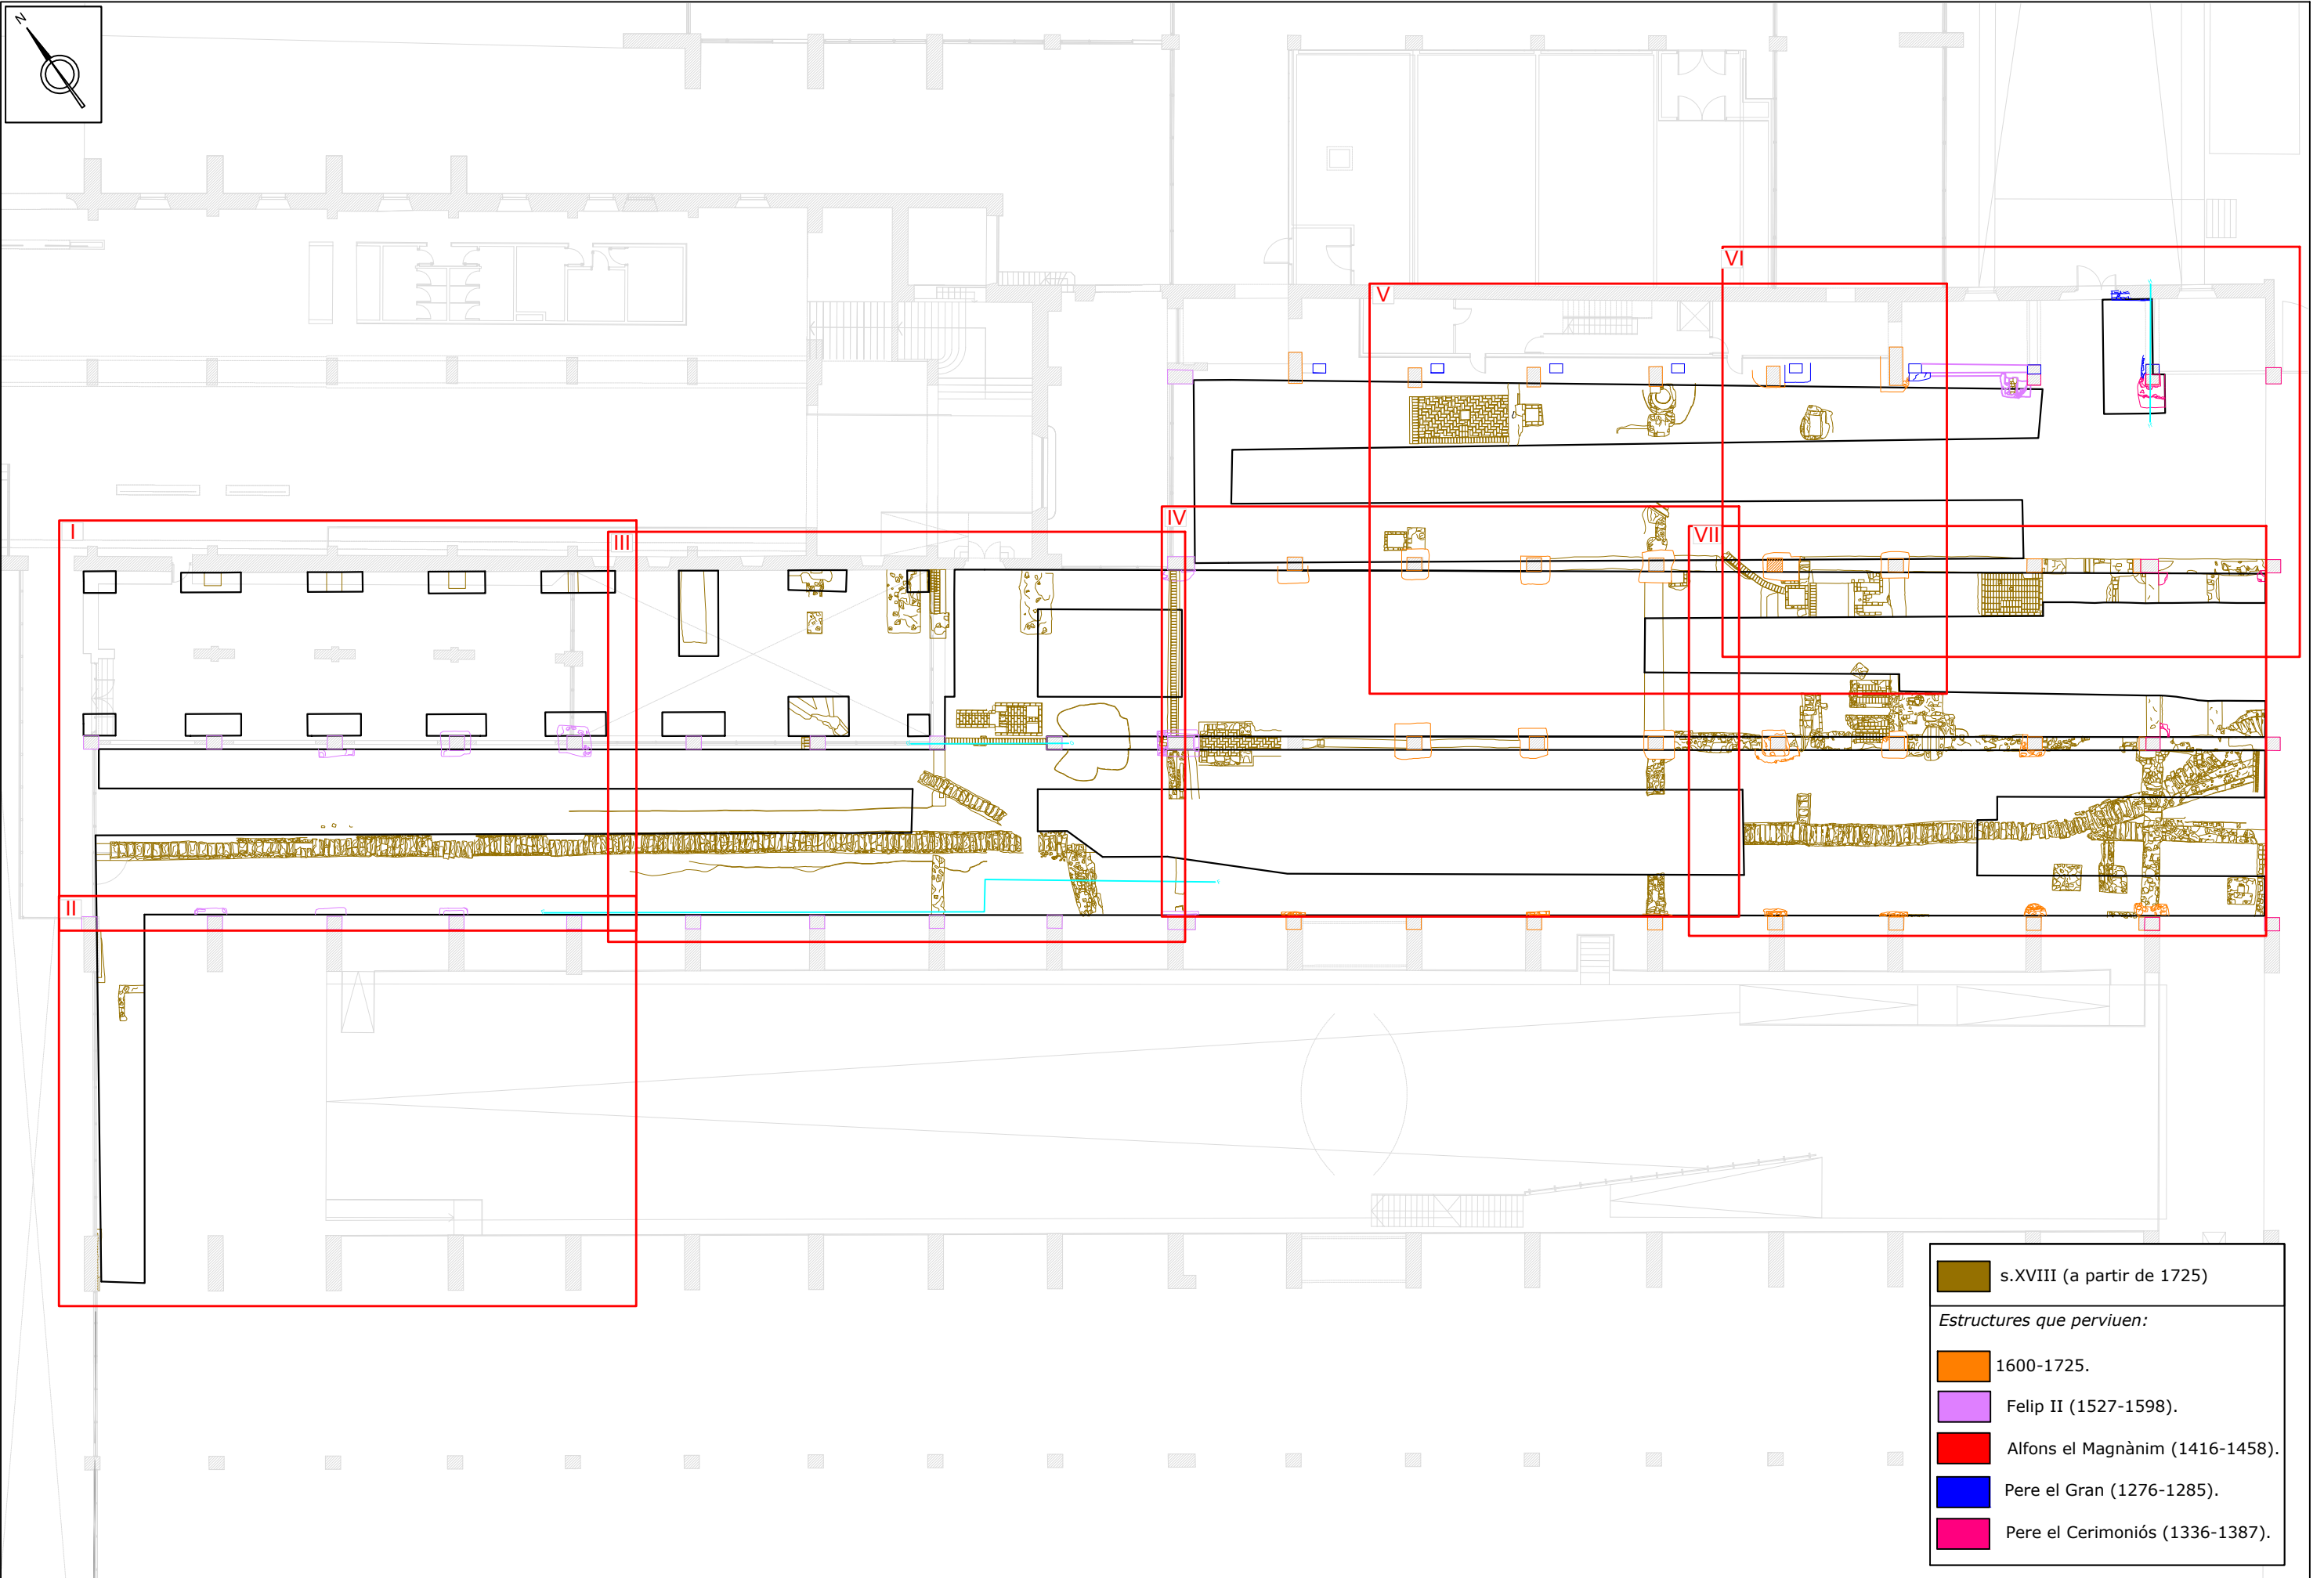 N
VI
V
IV
I
III
VII
II
s.XVIII (a partir de 1725)
Estructures que perviuen:
1600-1725.
Felip II (1527-1598).
Alfons el Magnànim (1416-1458).
Pere el Gran (1276-1285).
Pere el Cerimoniós (1336-1387).